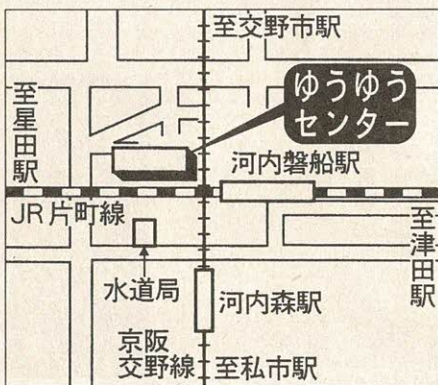 至交野市駅
ゆうゆう
センター
至星田駅
河内磐船駅
JR片町線
至津田駅
水道局
河内森駅
京阪
交野線
至私市駅